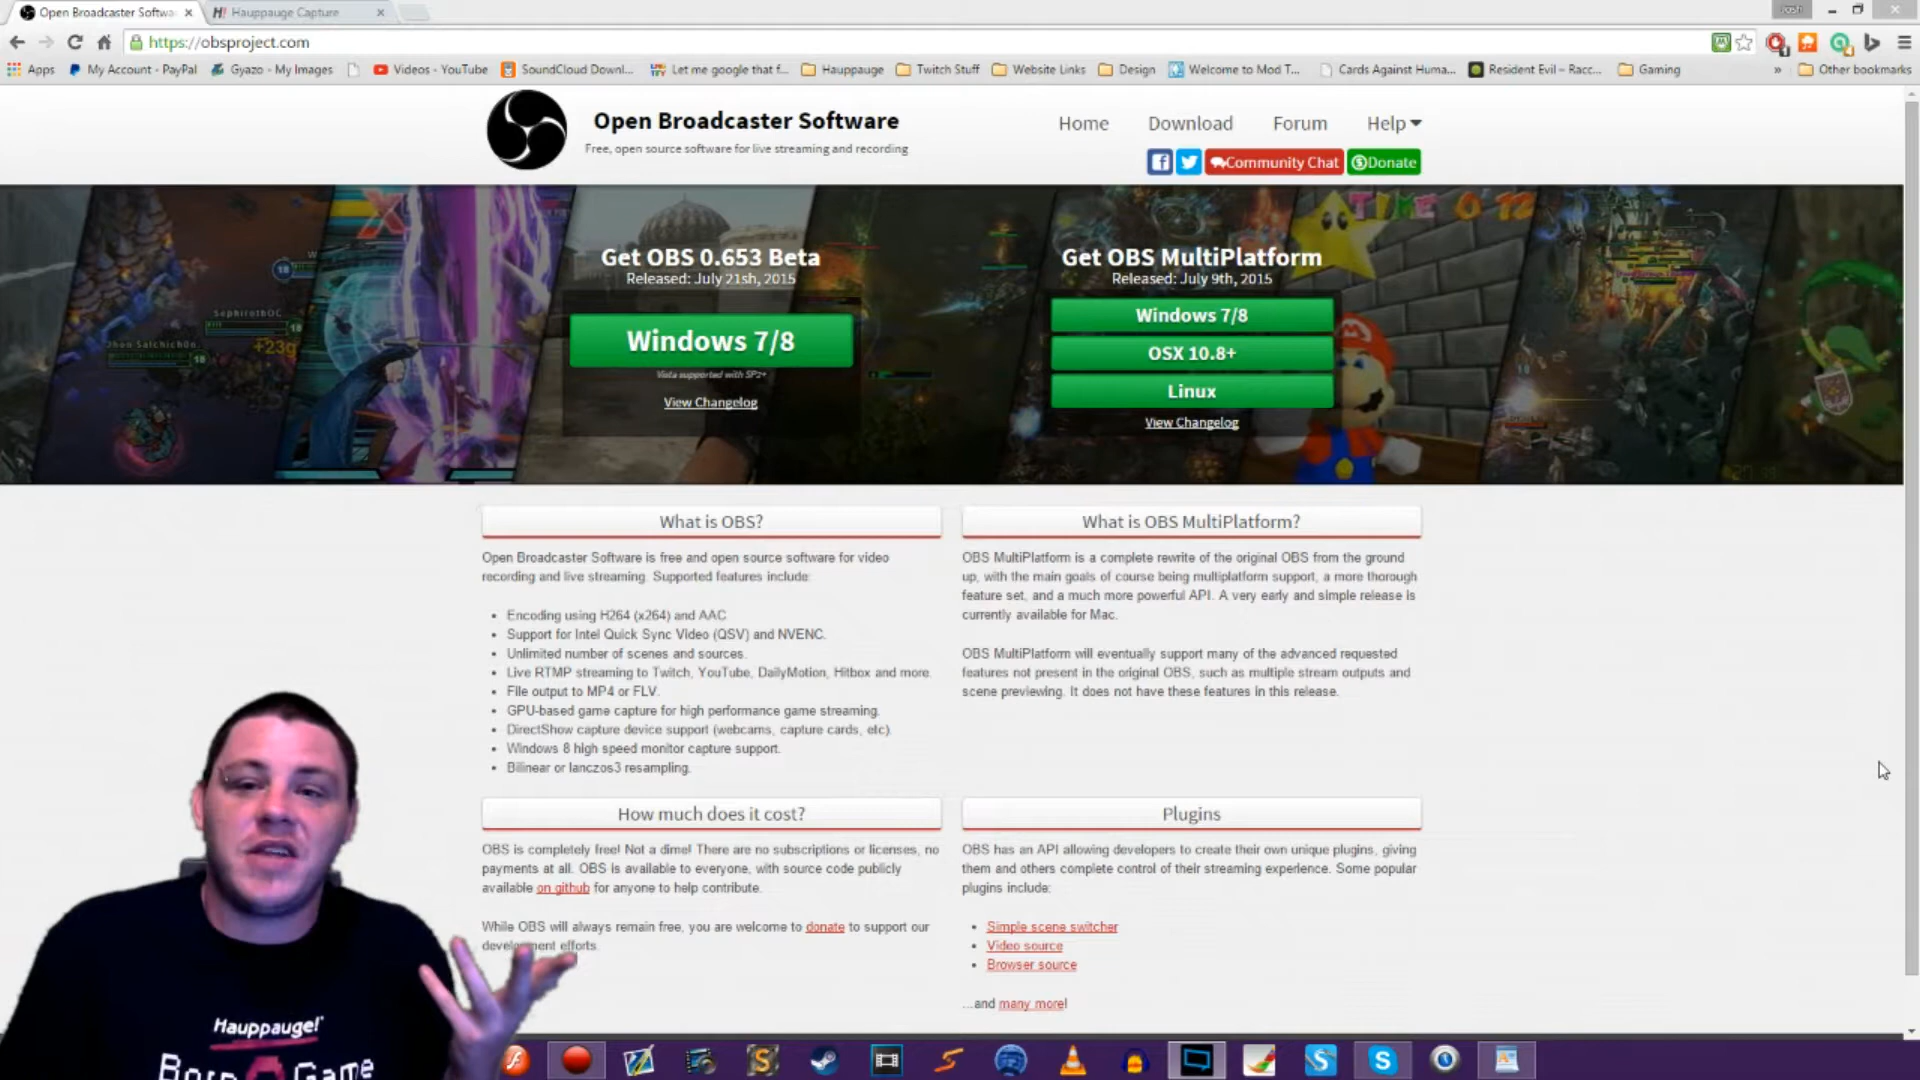 Open Broadcaster Softwa
Hauppauge Capture
Josh
https://obsproject.com
Apps
My Account - PayPal
Gyazo - My Images
Videos - YouTube
SoundCloud Downl...
Let me google that f...
Hauppauge
Twitch Stuff
Website Links
Design
Welcome to Mod T...
Cards Against Huma...
Resident Evil – Racc...
Gaming
»
Other bookmarks
Open Broadcaster Software
Free, open source software for live streaming and recording
Home
Download
Forum
Help
Community Chat
Donate
TIME 0 12
Get OBS 0.653 Beta
Released: July 21sh, 2015
Windows 7/8
Vista supported with SP2+
View Changelog
Get OBS MultiPlatform
Released: July 9th, 2015
Windows 7/8
OSX 10.8+
Linux
View Changelog
SephirothOC
18
18
+23g
18
What is OBS?
Open Broadcaster Software is free and open source software for video
recording and live streaming. Supported features include:
• Encoding using H264 (x264) and AAC
• Support for Intel Quick Sync Video (QSV) and NVENC.
• Unlimited number of scenes and sources.
• Live RTMP streaming to Twitch, YouTube, DailyMotion, Hitbox and more.
• File output to MP4 or FLV.
• GPU-based game capture for high performance game streaming.
• DirectShow capture device support (webcams, capture cards, etc).
• Windows 8 high speed monitor capture support.
• Bilinear or lanczos3 resampling.
What is OBS MultiPlatform?
OBS MultiPlatform is a complete rewrite of the original OBS from the ground
up, with the main goals of course being multiplatform support, a more thorough
feature set, and a much more powerful API. A very early and simple release is
currently available for Mac.
OBS MultiPlatform will eventually support many of the advanced requested
features not present in the original OBS, such as multiple stream outputs and
scene previewing. It does not have these features in this release.
How much does it cost?
OBS is completely free! Not a dime! There are no subscriptions or licenses, no
payments at all. OBS is available to everyone, with source code publicly
available on github for anyone to help contribute.
While OBS will always remain free, you are welcome to donate to support our
development efforts.
Plugins
OBS has an API allowing developers to create their own unique plugins, giving
them and others complete control of their streaming experience. Some popular
plugins include:
• Simple scene switcher
• Video source
• Browser source
...and many more!
Hauppauge!
Born Game